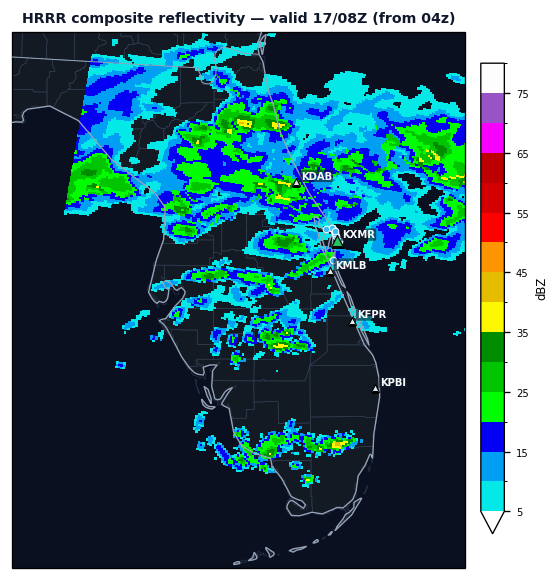 HRRR composite reflectivity — valid 17/08Z (from 04z)
KDAB
KXMR
KMLB
KFPR
KPBI
75
65
55
45
35
25
15
5
dBZ